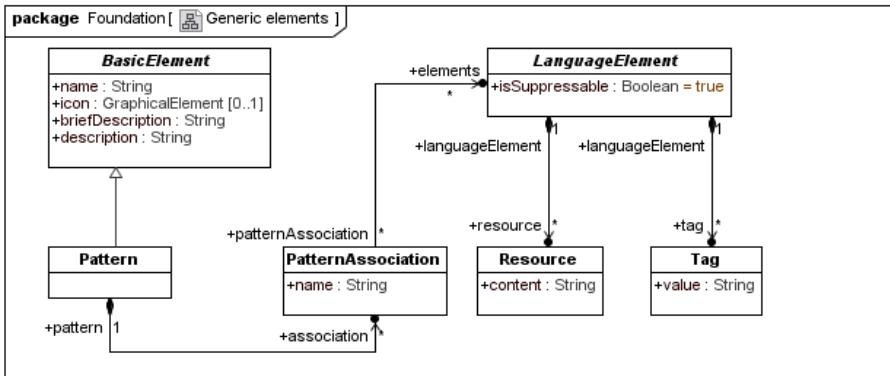 package Foundation[ Generic elements ]
BasicElement
+name : String
+icon : GraphicalElement [0..1]
+briefDescription : String
+description : String
LanguageElement
+isSuppressable : Boolean = true
+elements
*
1
1
+languageElement
+languageElement
+patternAssociation
*
+resource
*
+tag
*
Pattern
PatternAssociation
+name : String
Resource
+content : String
Tag
+value : String
+pattern
1
+association
*